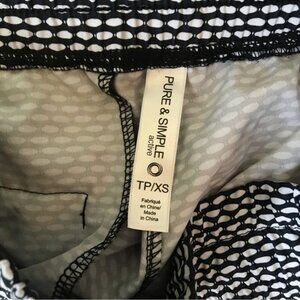 PURE & SIMPLE
active
TP/XS
Fabriqué
en Chine/
Made
in China